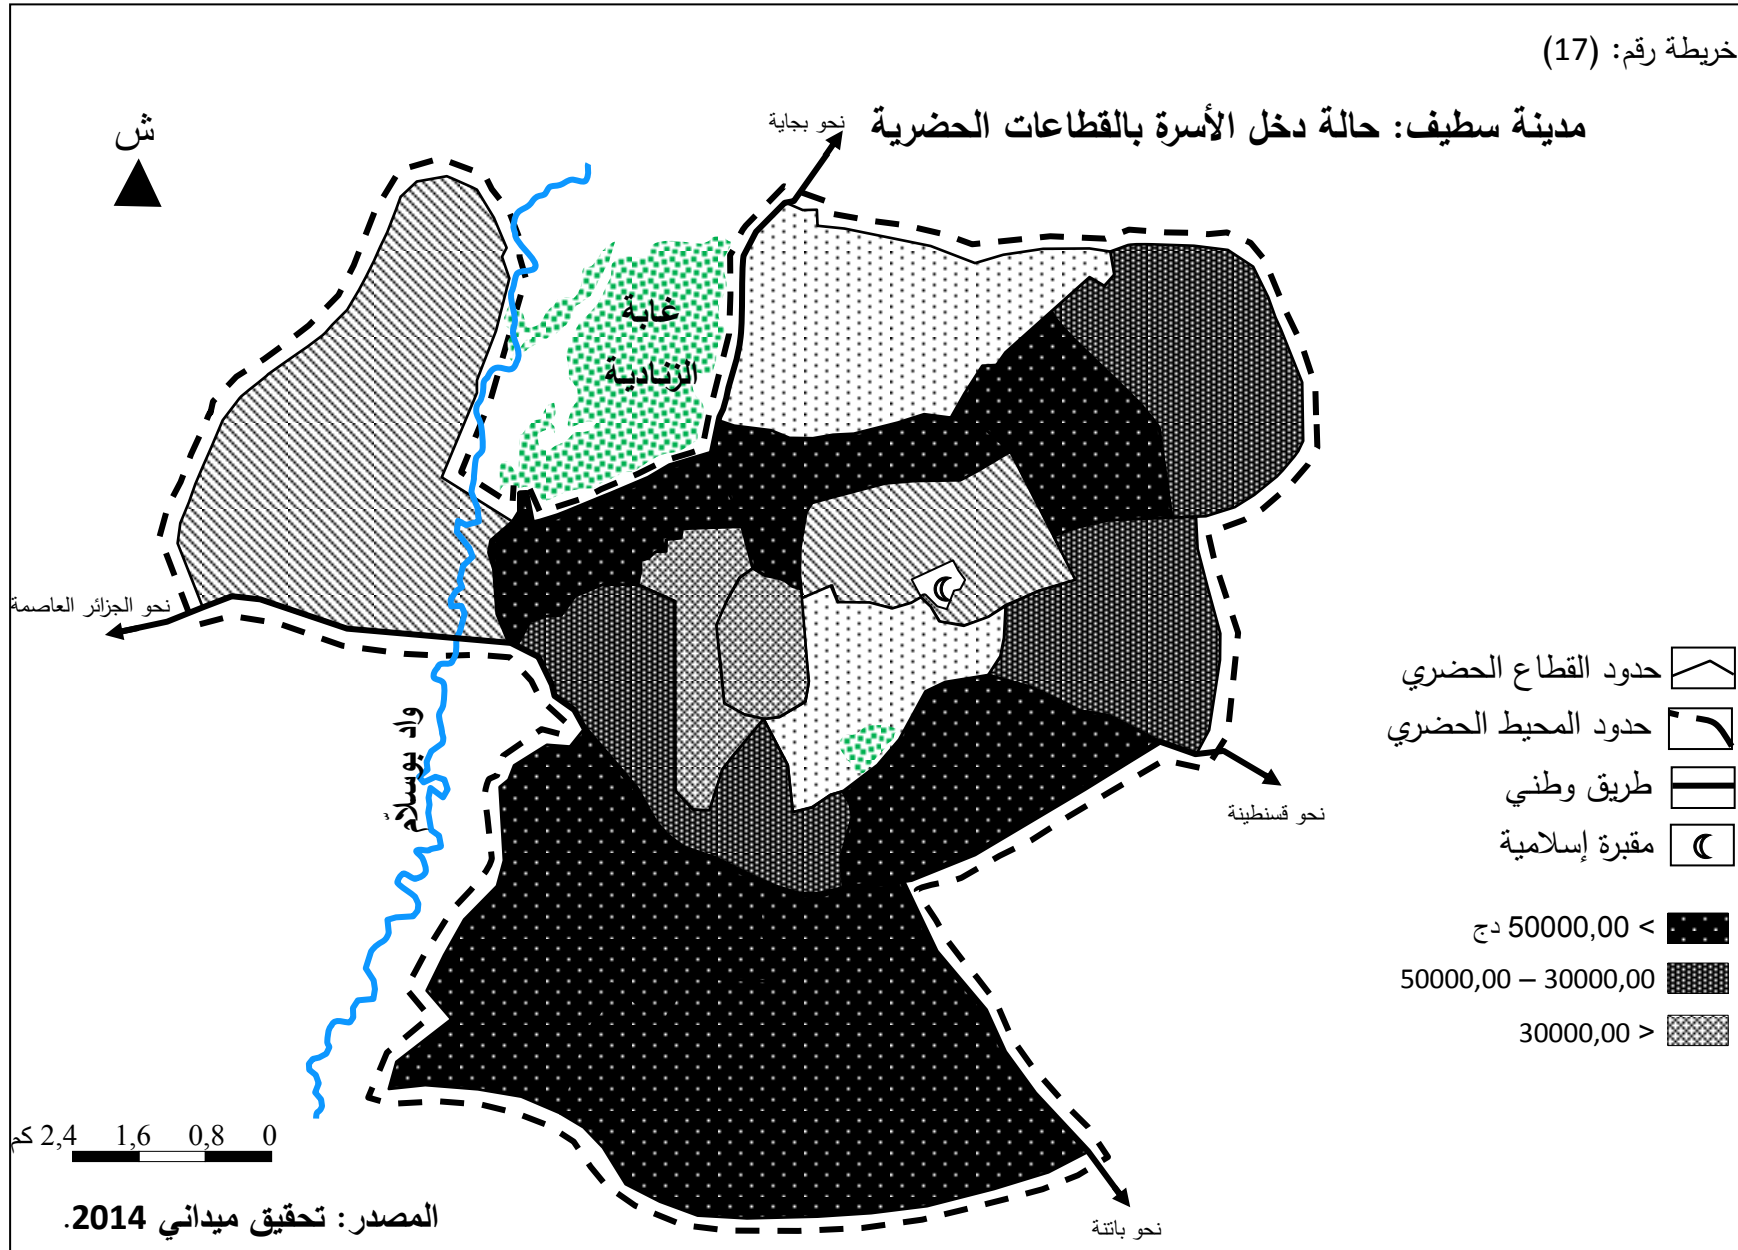 خريطة رقم: (17)
مدينة سطيف: حالة دخل الأسرة بالقطاعات الحضرية
نحو بجاية
ش
غابة
الزنادية
نحو الجزائر العاصمة
واد بوسلام
نحو قسنطينة
نحو باتنة
حدود القطاع الحضري
حدود المحيط الحضري
طريق وطني
مقبرة إسلامية
> 50000,00 دج
50000,00 – 30000,00
30000,00 >
2,4 كم 1,6 0,8 0
المصدر: تحقيق ميداني 2014.